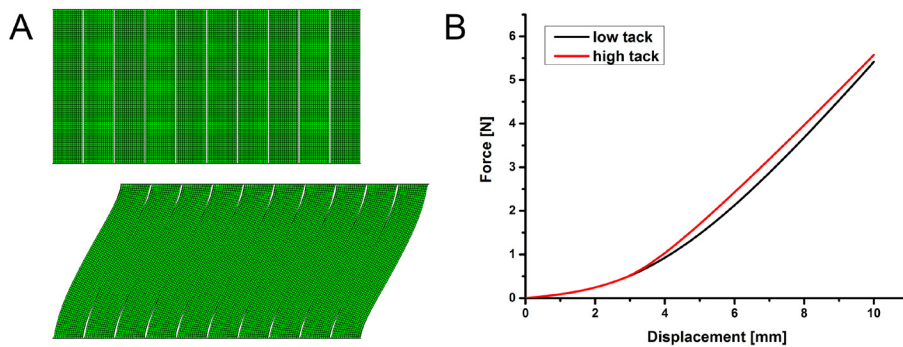 A
B
low tack
high tack
Force [N]
6
5
4
3
2
1
0
0 2 4 6 8 10
Displacement [mm]